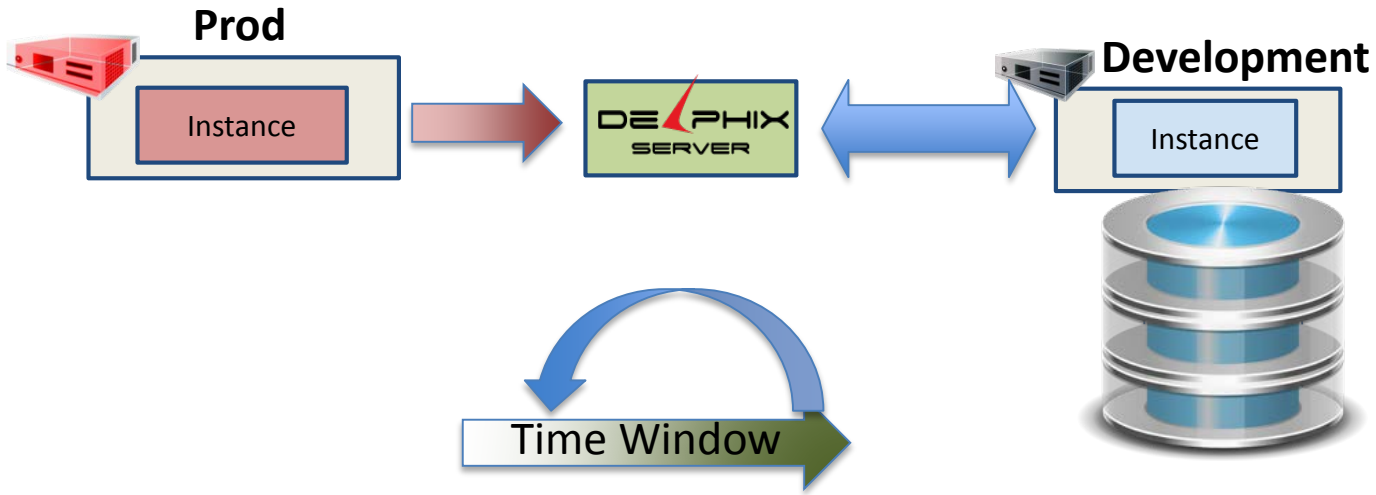 Prod
Development
Instance
DELPHIX
SERVER
Instance
Time Window